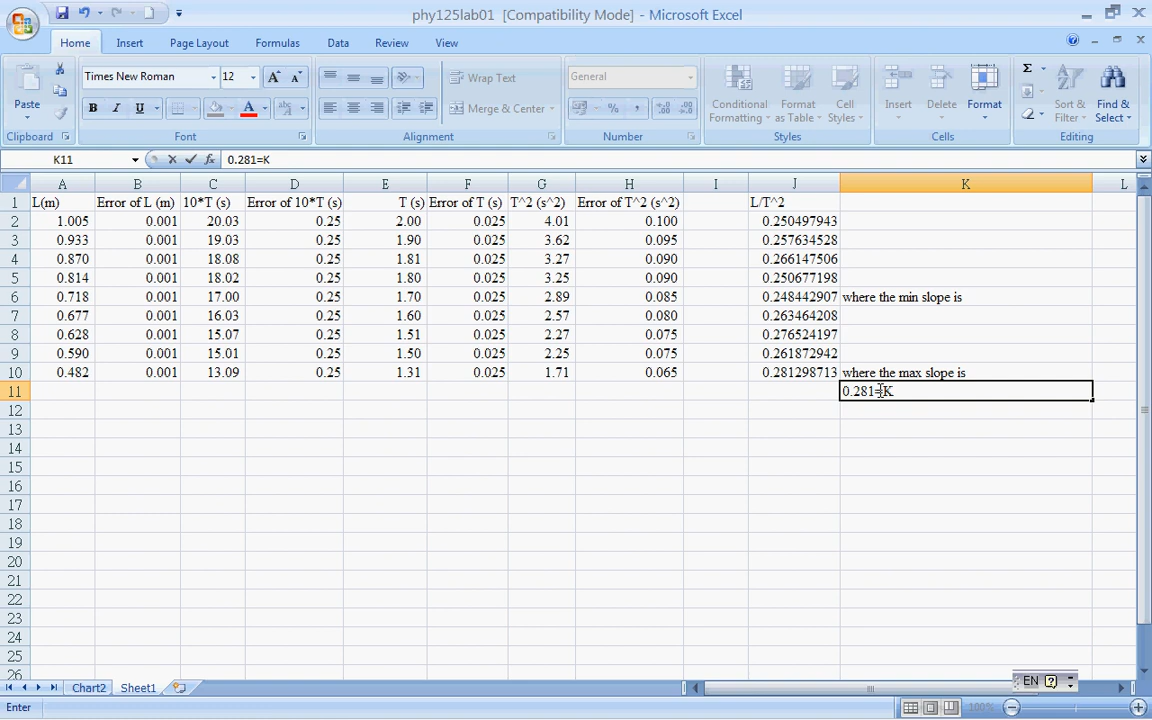 phy125lab01 [Compatibility Mode] - Microsoft Excel
Home Insert Page Layout Formulas Data Review View
Times New Roman 12 Wrap Text General
Paste B I U A Merge & Center % , Conditional Formatting Format as Table Cell Styles Insert Delete Format Sort & Filter Find & Select
Clipboard Font Alignment Number Styles Cells Editing
K11 fx 0.281=K
A B C D E F G H I J K L
1 L(m) Error of L (m) 10*T (s) Error of 10*T (s) T (s) Error of T (s) T^2 (s^2) Error of T^2 (s^2) L/T^2
2 1.005 0.001 20.03 0.25 2.00 0.025 4.01 0.100 0.250497943
3 0.933 0.001 19.03 0.25 1.90 0.025 3.62 0.095 0.257634528
4 0.870 0.001 18.08 0.25 1.81 0.025 3.27 0.090 0.266147506
5 0.814 0.001 18.02 0.25 1.80 0.025 3.25 0.090 0.250677198
6 0.718 0.001 17.00 0.25 1.70 0.025 2.89 0.085 0.248442907 where the min slope is
7 0.677 0.001 16.03 0.25 1.60 0.025 2.57 0.080 0.263464208
8 0.628 0.001 15.07 0.25 1.51 0.025 2.27 0.075 0.276524197
9 0.590 0.001 15.01 0.25 1.50 0.025 2.25 0.075 0.261872942
10 0.482 0.001 13.09 0.25 1.31 0.025 1.71 0.065 0.281298713 where the max slope is
11 0.281=K
12
13
14
15
16
17
18
19
20
21
22
23
24
25
26
Chart2 Sheet1 EN
Enter 100%